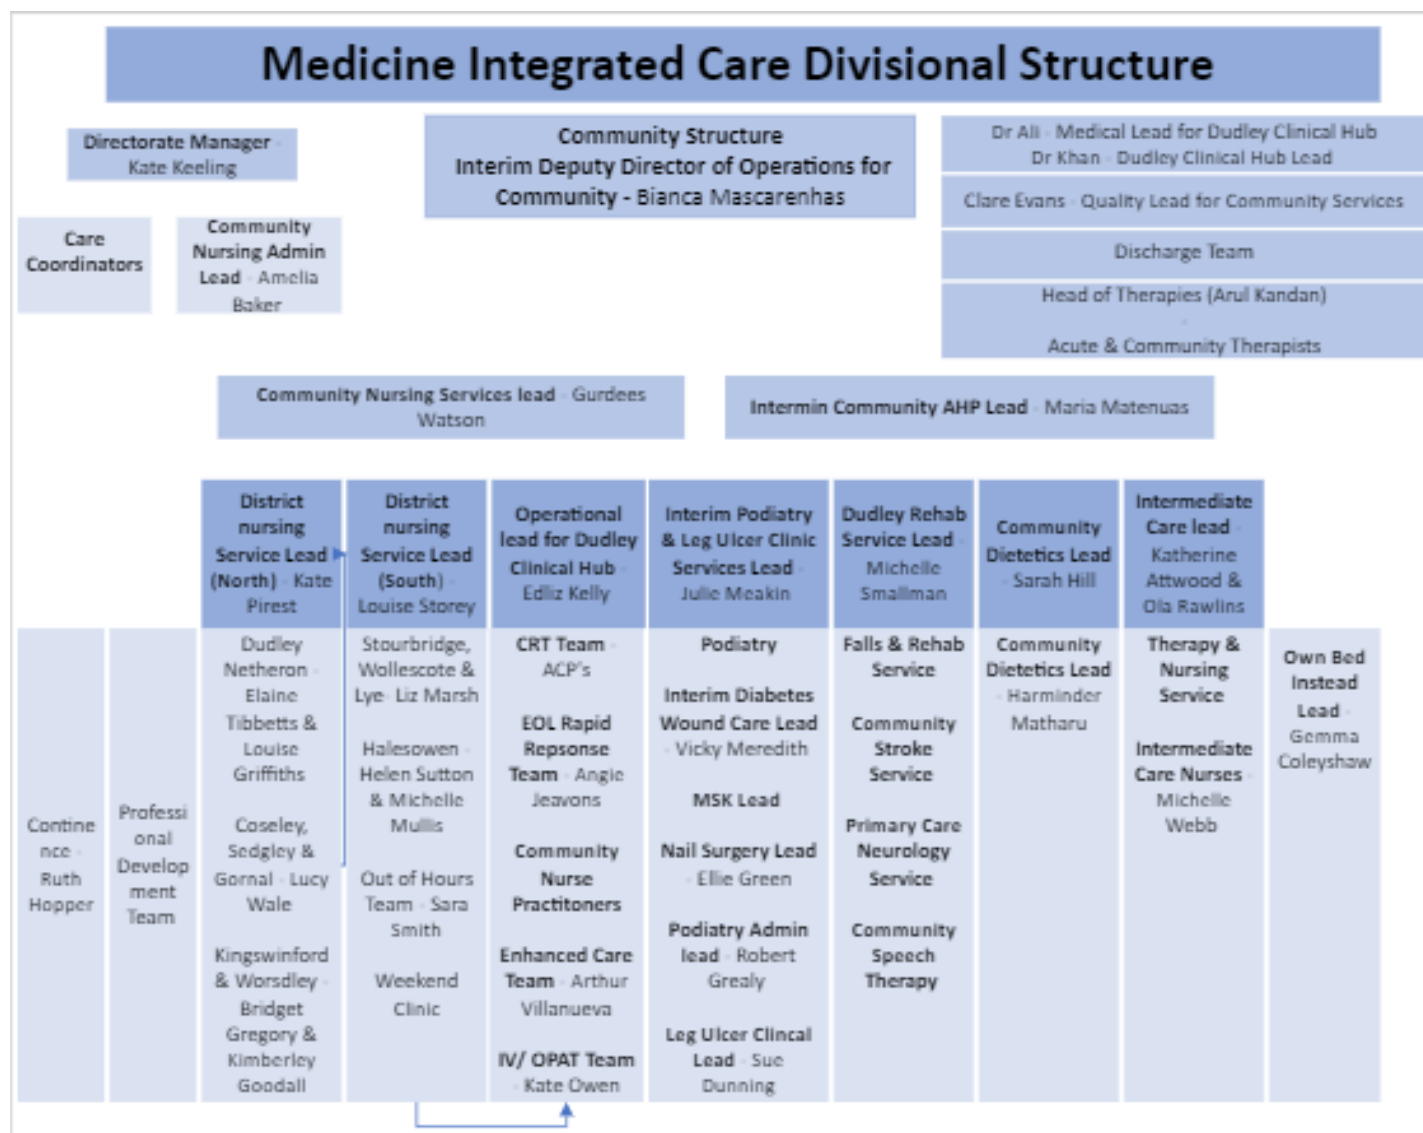 Medicine Integrated Care Divisional Structure
Directorate Manager -
Kate Keeling
Community Structure
Interim Deputy Director of Operations for
Community - Bianca Mascarenhas
Dr Ali - Medical Lead for Dudley Clinical Hub
Dr Khan - Dudley Clinical Hub Lead
Clare Evans - Quality Lead for Community Services
Discharge Team
Head of Therapies (Arul Kandan)
-
Acute & Community Therapists
Care
Coordinators
Community
Nursing Admin
Lead - Amelia
Baker
Community Nursing Services lead - Gurdees
Watson
Intermin Community AHP Lead - Maria Matenuas
District
nursing
Service Lead
(North) - Kate
Pirest
District
nursing
Service Lead
(South) -
Louise Storey
Operational
lead for Dudley
Clinical Hub -
Edliz Kelly
Interim Podiatry
& Leg Ulcer Clinic
Services Lead -
Julie Meakin
Dudley Rehab
Service Lead -
Michelle
Smallman
Community
Dietetics Lead
- Sarah Hill
Intermediate
Care lead -
Katherine
Attwood &
Ola Rawlins
Contine
nce -
Ruth
Hopper
Professi
onal
Develop
ment
Team
Dudley
Netheron -
Elaine
Tibbetts &
Louise
Griffiths
Coseley,
Sedgley &
Gornal - Lucy
Wale
Kingswinford
& Worsdley -
Bridget
Gregory &
Kimberley
Goodall
Stourbridge,
Wollescote &
Lye- Liz Marsh
Halesowen -
Helen Sutton
& Michelle
Mullis
Out of Hours
Team - Sara
Smith
Weekend
Clinic
CRT Team -
ACP's
EOL Rapid
Repsonse
Team - Angie
Jeavons
Community
Nurse
Practitoners
Enhanced Care
Team - Arthur
Villanueva
IV/ OPAT Team
- Kate Owen
Podiatry
Interim Diabetes
Wound Care Lead
- Vicky Meredith
MSK Lead
Nail Surgery Lead
- Ellie Green
Podiatry Admin
lead - Robert
Grealy
Leg Ulcer Clincal
Lead - Sue
Dunning
Falls & Rehab
Service
Community
Stroke
Service
Primary Care
Neurology
Service
Community
Speech
Therapy
Community
Dietetics Lead
- Harminder
Matharu
Therapy &
Nursing
Service
Intermediate
Care Nurses -
Michelle
Webb
Own Bed
Instead
Lead -
Gemma
Coleyshaw